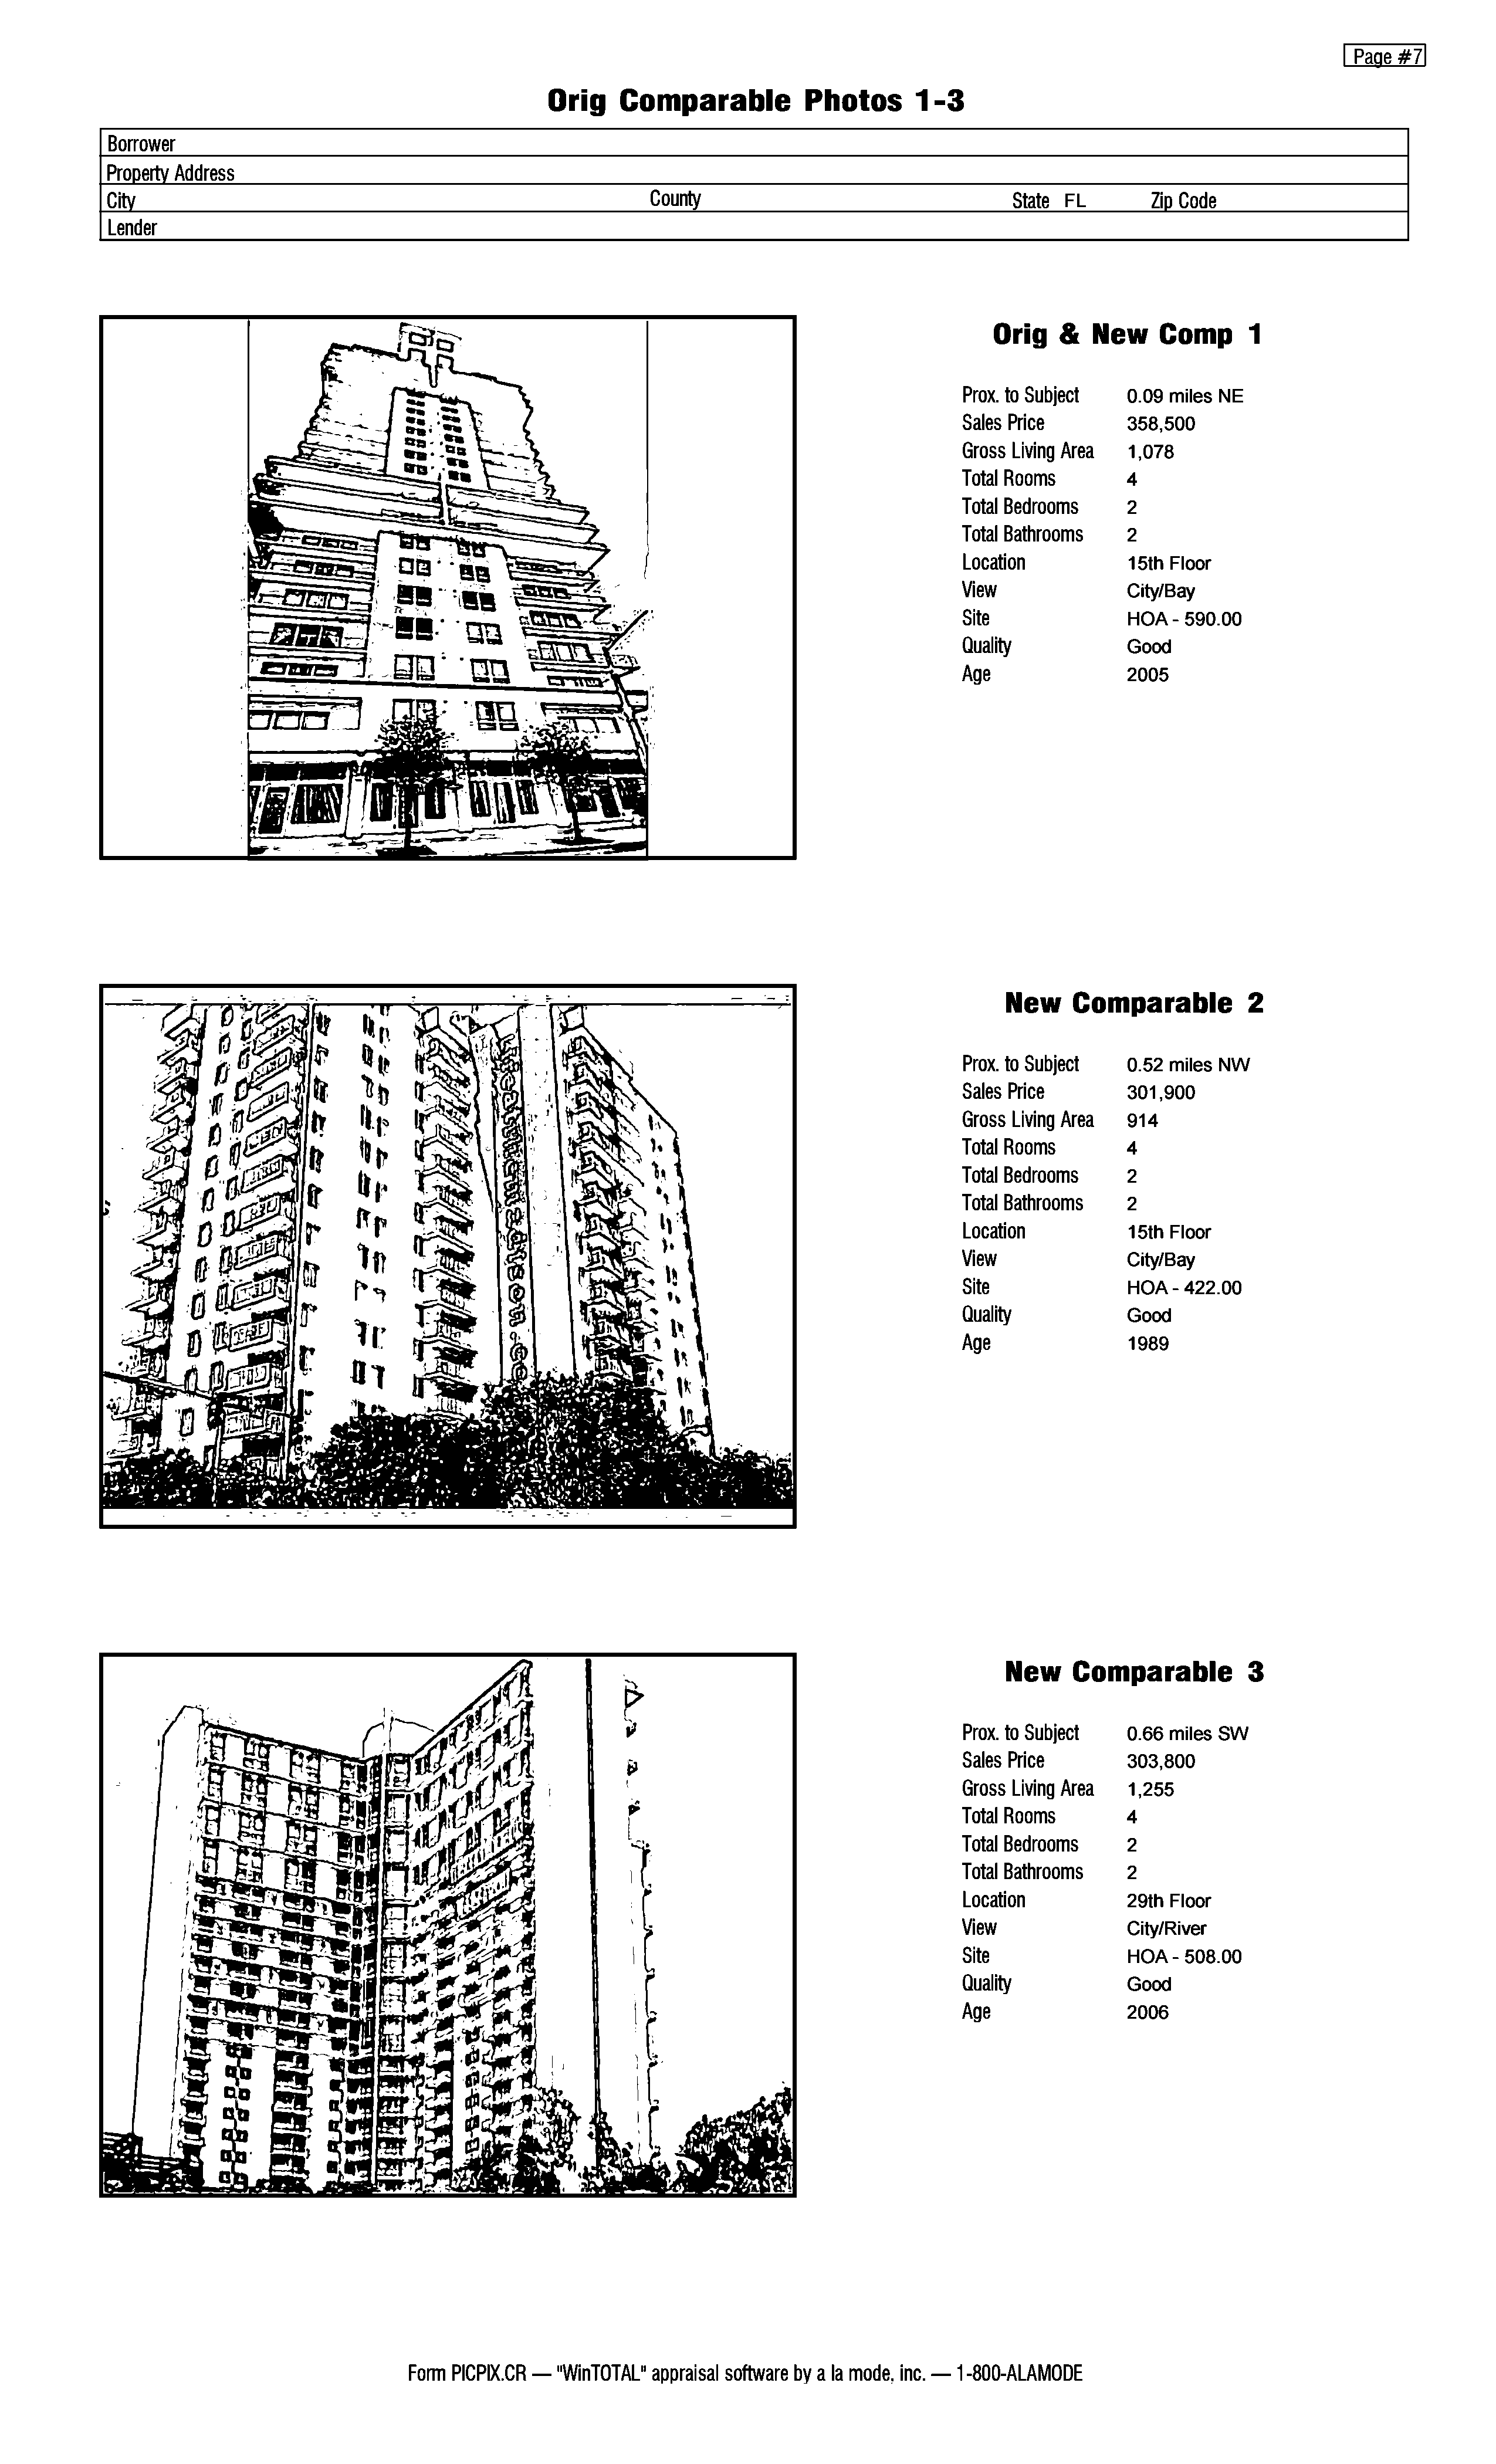 Page #7
Orig Comparable Photos 1-3
Borrower
Property Address
City County State FL Zip Code
Lender
Orig & New Comp 1
Prox. to Subject 0.09 miles NE
Sales Price 358,500
Gross Living Area 1,078
Total Rooms 4
Total Bedrooms 2
Total Bathrooms 2
Location 15th Floor
View City/Bay
Site HOA - 590.00
Quality Good
Age 2005
New Comparable 2
Prox. to Subject 0.52 miles NW
Sales Price 301,900
Gross Living Area 914
Total Rooms 4
Total Bedrooms 2
Total Bathrooms 2
Location 15th Floor
View City/Bay
Site HOA - 422.00
Quality Good
Age 1989
New Comparable 3
Prox. to Subject 0.66 miles SW
Sales Price 303,800
Gross Living Area 1,255
Total Rooms 4
Total Bedrooms 2
Total Bathrooms 2
Location 29th Floor
View City/River
Site HOA - 508.00
Quality Good
Age 2006
Form PICPIX.CR — "WinTOTAL" appraisal software by a la mode, inc. — 1-800-ALAMODE